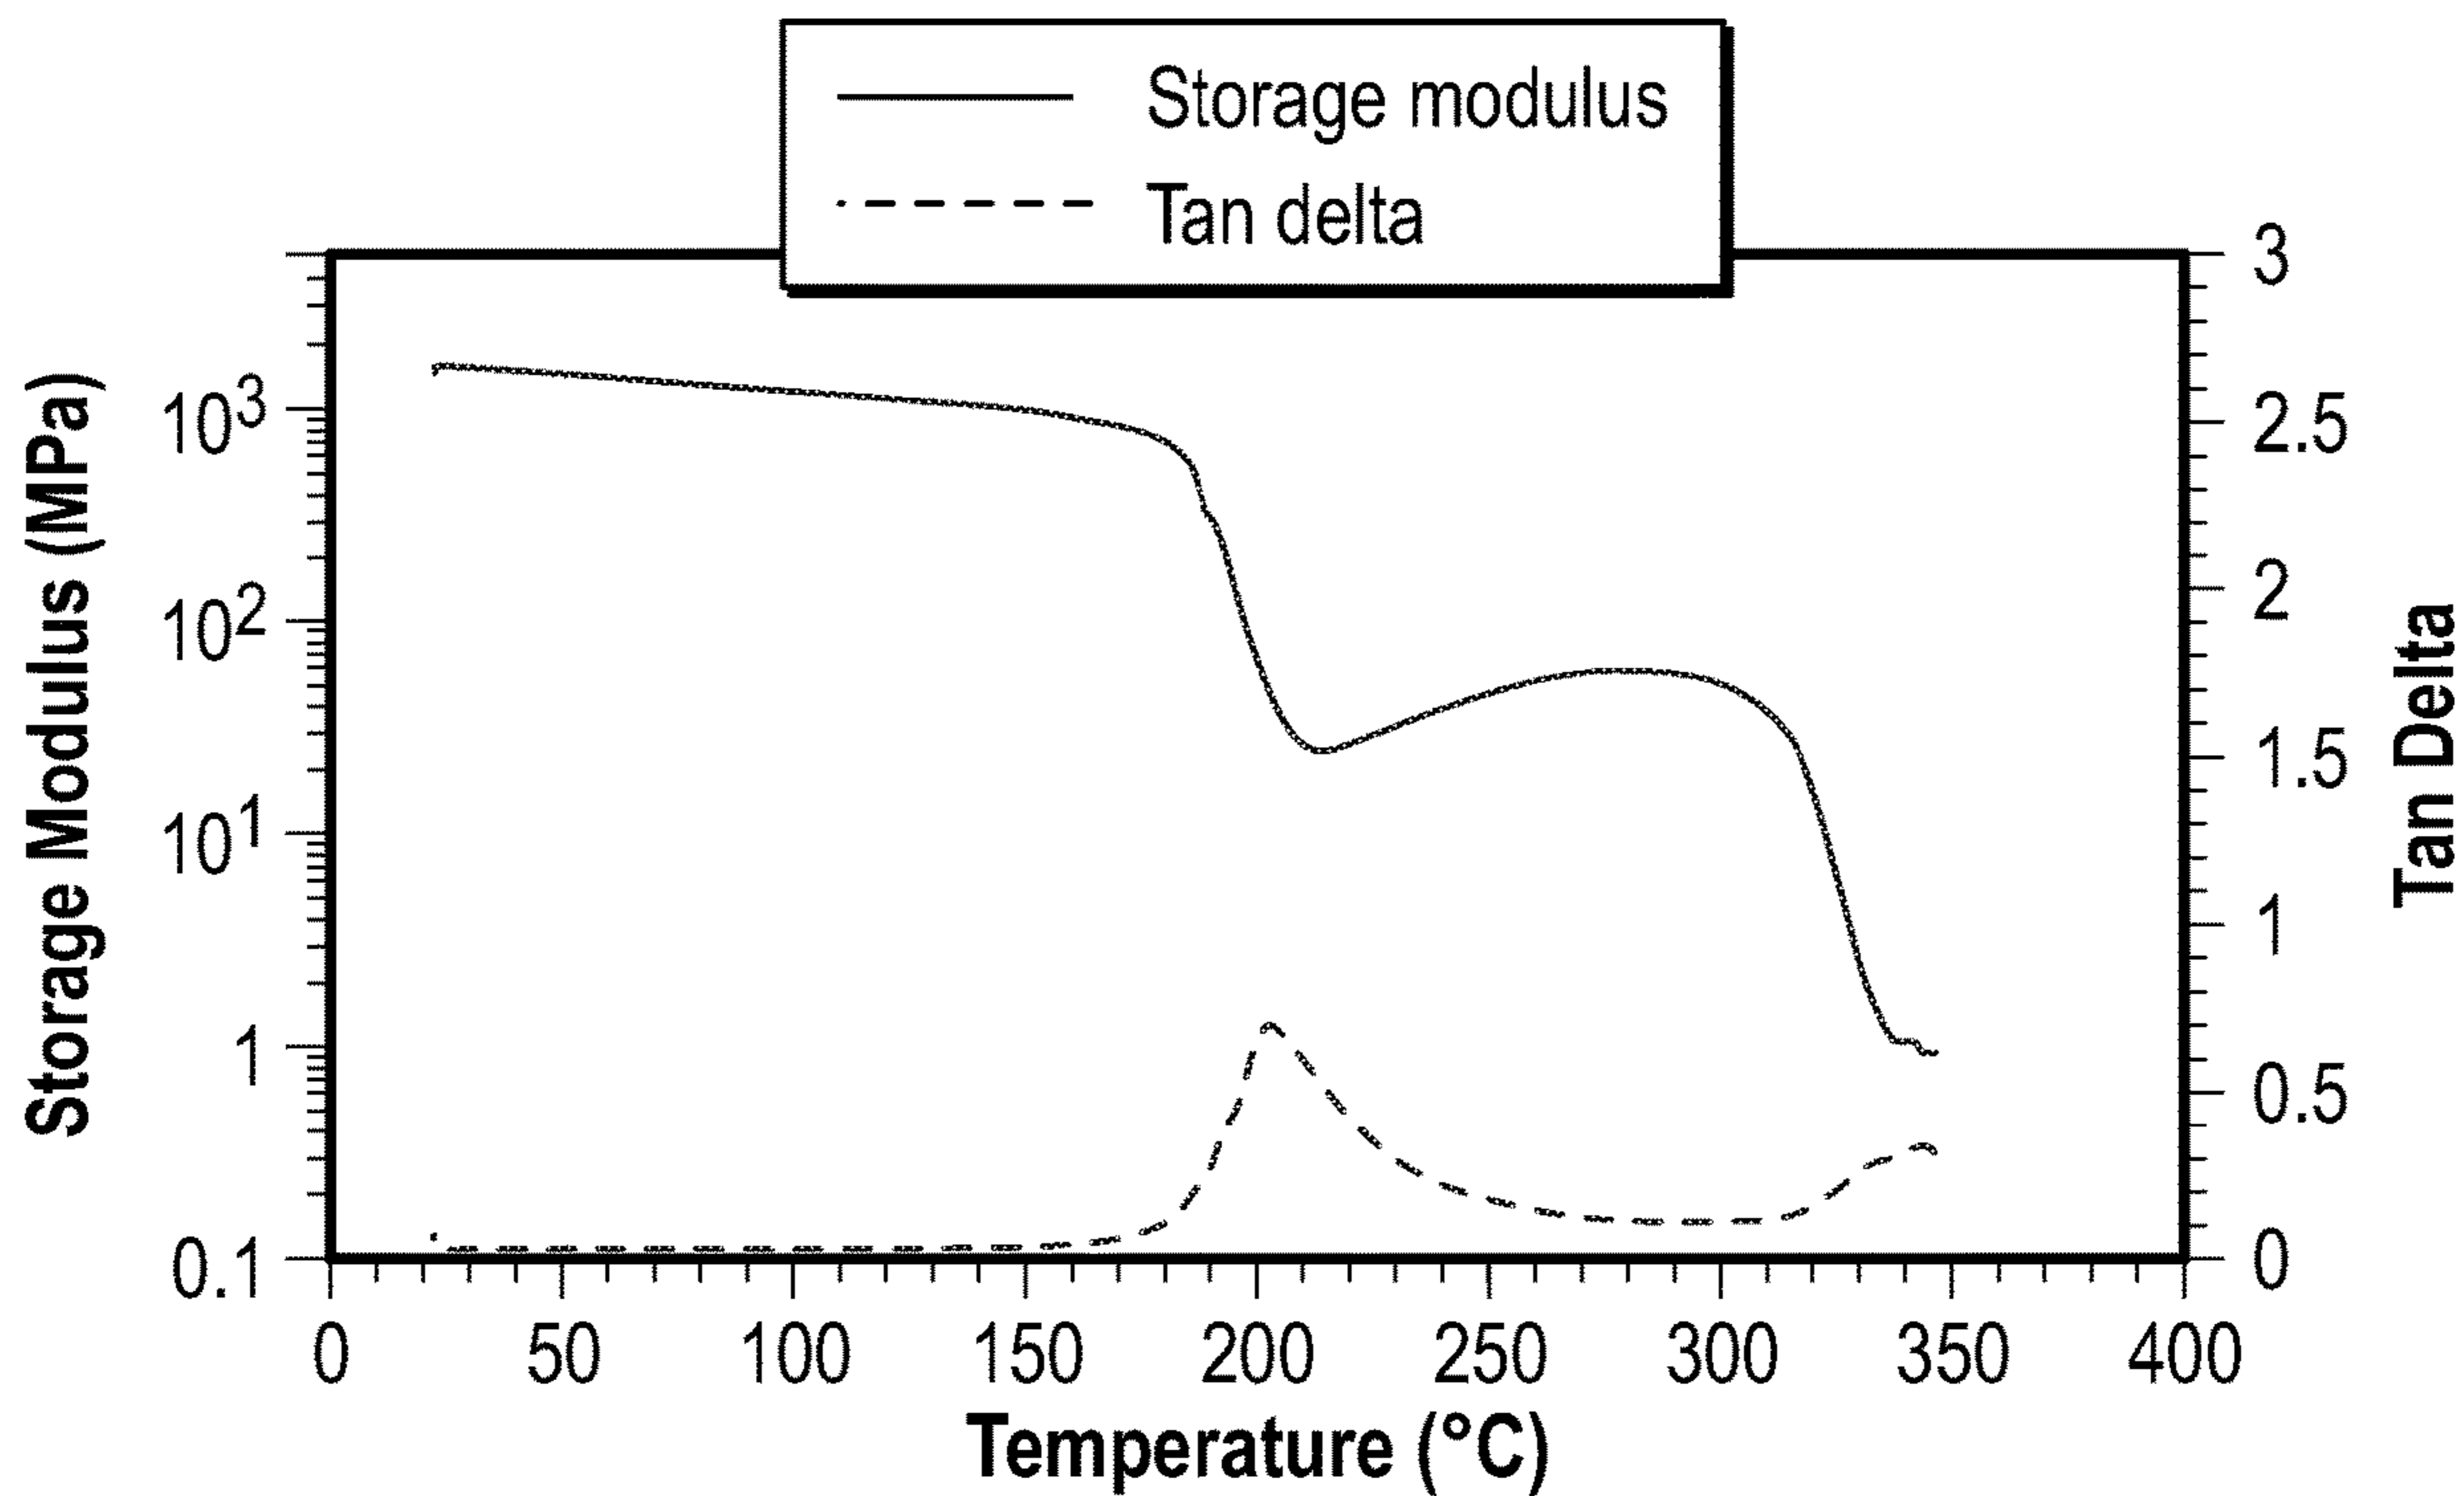 Storage modulus
Tan delta
Storage Modulus (MPa)
10³
10²
10¹
1
0.1
3
2.5
2
1.5
1
0.5
0
Tan Delta
0 50 100 150 200 250 300 350 400
Temperature (°C)